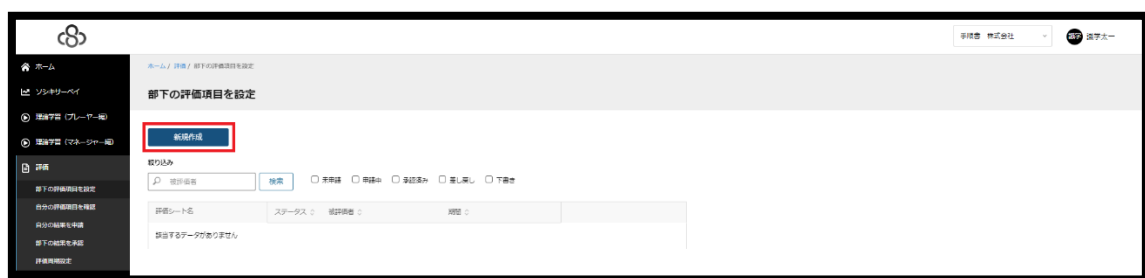 手順書 株式会社
識学 識学太一
ホーム
ソシキサーベイ
理論学習（プレーヤー編）
理論学習（マネージャー編）
評価
部下の評価項目を設定
自分の評価項目を確認
自分の結果を申請
部下の結果を承認
評価周期設定
ホーム / 評価 / 部下の評価項目を設定
部下の評価項目を設定
新規作成
絞り込み
被評価者 検索 未申請 申請中 承認済み 差し戻し 下書き
評価シート名 ステータス 被評価者 期間
該当するデータがありません